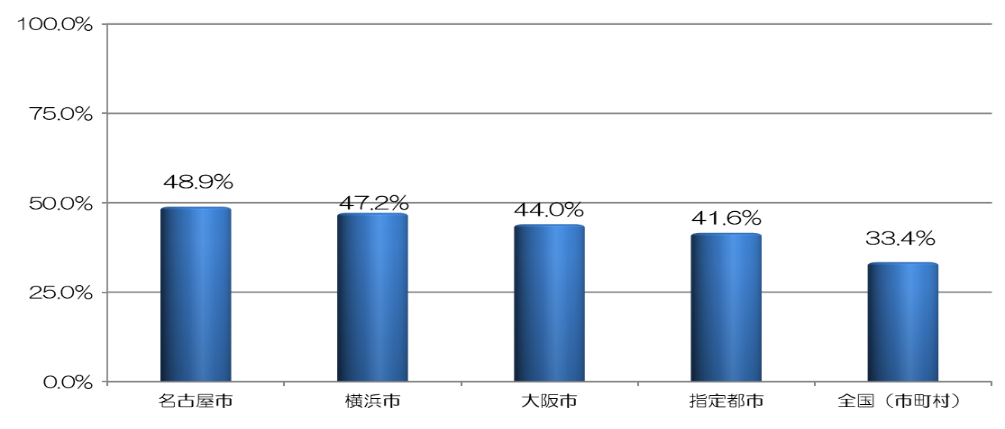 100.0%
75.0%
50.0%
25.0%
0.0%
48.9%
47.2%
44.0%
41.6%
33.4%
名古屋市
横浜市
大阪市
指定都市
全国（市町村）